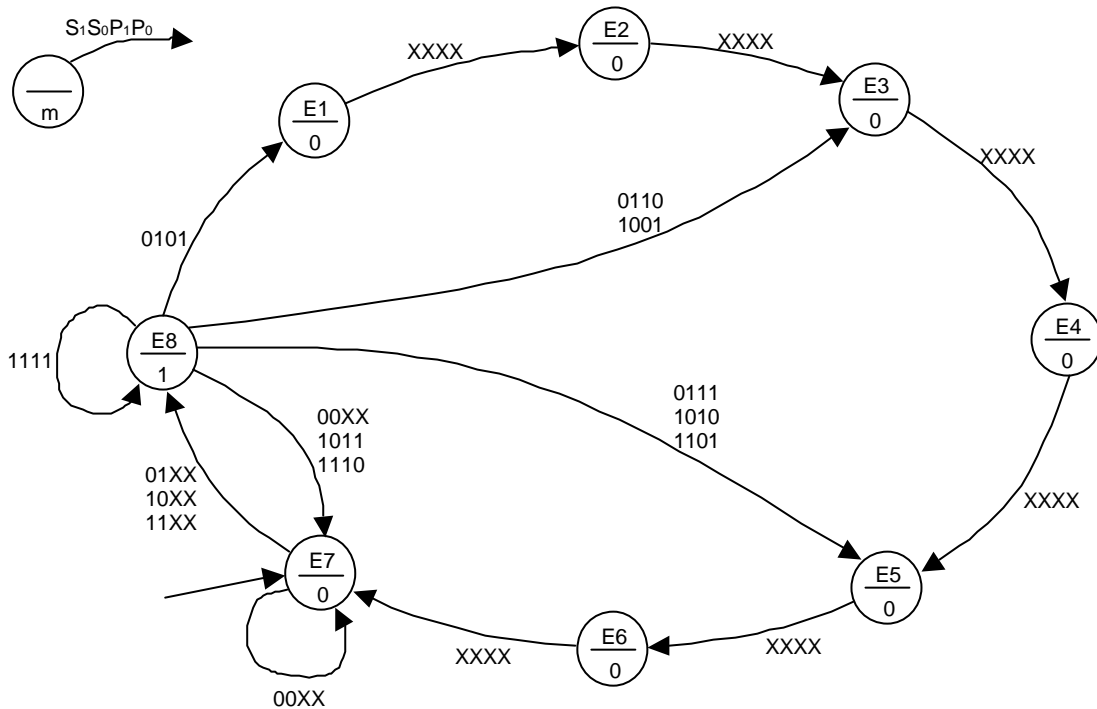 S₁S₀P₁P₀
m
E2
0
XXXX
XXXX
E1
0
E3
0
XXXX
0101
0110
1001
E8
1
1111
E4
0
0111
1010
1101
00XX
1011
1110
01XX
10XX
11XX
XXXX
E7
0
E5
0
E6
0
XXXX
XXXX
00XX